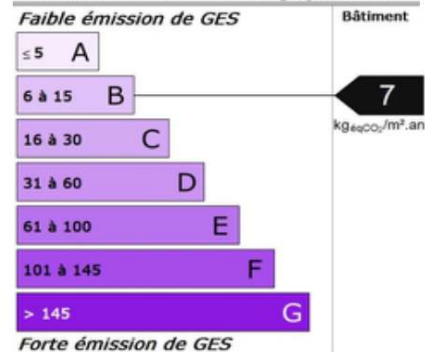 Faible émission de GES
Bâtiment
≤ 5 A
6 à 15 B
7
kgéqCO₂/m².an
16 à 30 C
31 à 60 D
61 à 100 E
101 à 145 F
> 145 G
Forte émission de GES